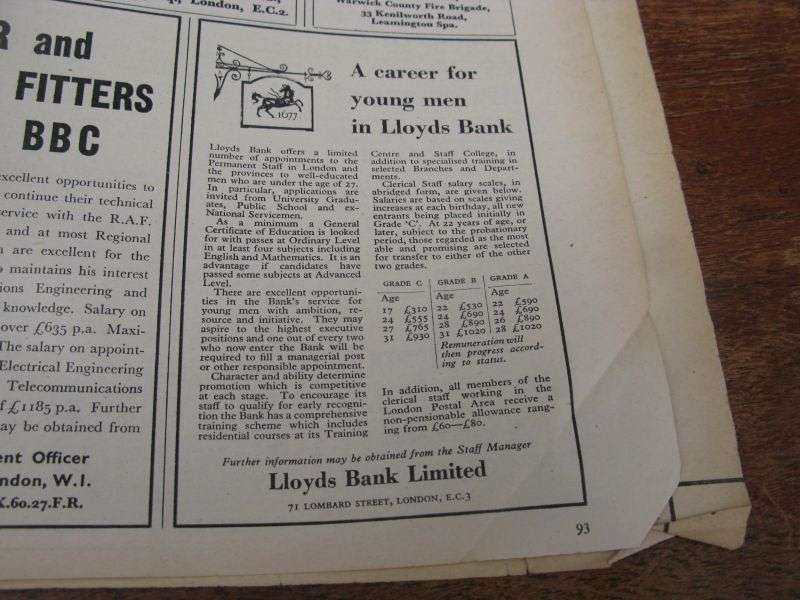 London, E.C.2.
Warwick County Fire Brigade,
33 Kenilworth Road,
Leamington Spa.
R and
FITTERS
BBC
excellent opportunities to
continue their technical
service with the R.A.F.
and at most Regional
are excellent for the
maintains his interest
Engineering and
knowledge. Salary on
over £635 p.a. Maxi-
The salary on appoint-
Electrical Engineering
Telecommunications
£1185 p.a. Further
may be obtained from
Officer
London, W.1.
K.60.27.F.R.
1677
A career for
young men
in Lloyds Bank
Lloyds Bank offers a limited
number of appointments to the
Permanent Staff in London and
the provinces to well-educated
men who are under the age of 27.
In particular, applications are
invited from University Gradu-
ates, Public School and ex-
National Servicemen.
As a minimum a General
Certificate of Education is looked
for with passes at Ordinary Level
in at least four subjects including
English and Mathematics. It is an
advantage if candidates have
passed some subjects at Advanced
Level.
There are excellent opportuni-
ties in the Bank's service for
young men with ambition, re-
source and initiative. They may
aspire to the highest executive
positions and one out of every two
who now enter the Bank will be
required to fill a managerial post
or other responsible appointment.
Character and ability determine
promotion which is competitive
at each stage. To encourage its
staff to qualify for early recogni-
tion the Bank has a comprehensive
training scheme which includes
residential courses at its Training
Centre and Staff College, in
addition to specialised training in
selected Branches and Depart-
ments.
Clerical Staff salary scales, in
abridged form, are given below.
Salaries are based on scales giving
increases at each birthday, all new
entrants being placed initially in
Grade 'C'. At 22 years of age, or
later, subject to the probationary
period, those regarded as the most
able and promising are selected
for transfer to either of the other
two grades.
GRADE C GRADE B GRADE A
Age Age Age
17 £310 22 £530 22 £590
24 £555 24 £690 24 £690
27 £765 28 £890 26 £890
31 £930 31 £1020 28 £1020
Remuneration will
then progress accord-
ing to status.
In addition, all members of the
clerical staff working in the
London Postal Area receive a
non-pensionable allowance rang-
ing from £60—£80.
Further information may be obtained from the Staff Manager
Lloyds Bank Limited
71 LOMBARD STREET, LONDON, E.C.3
93